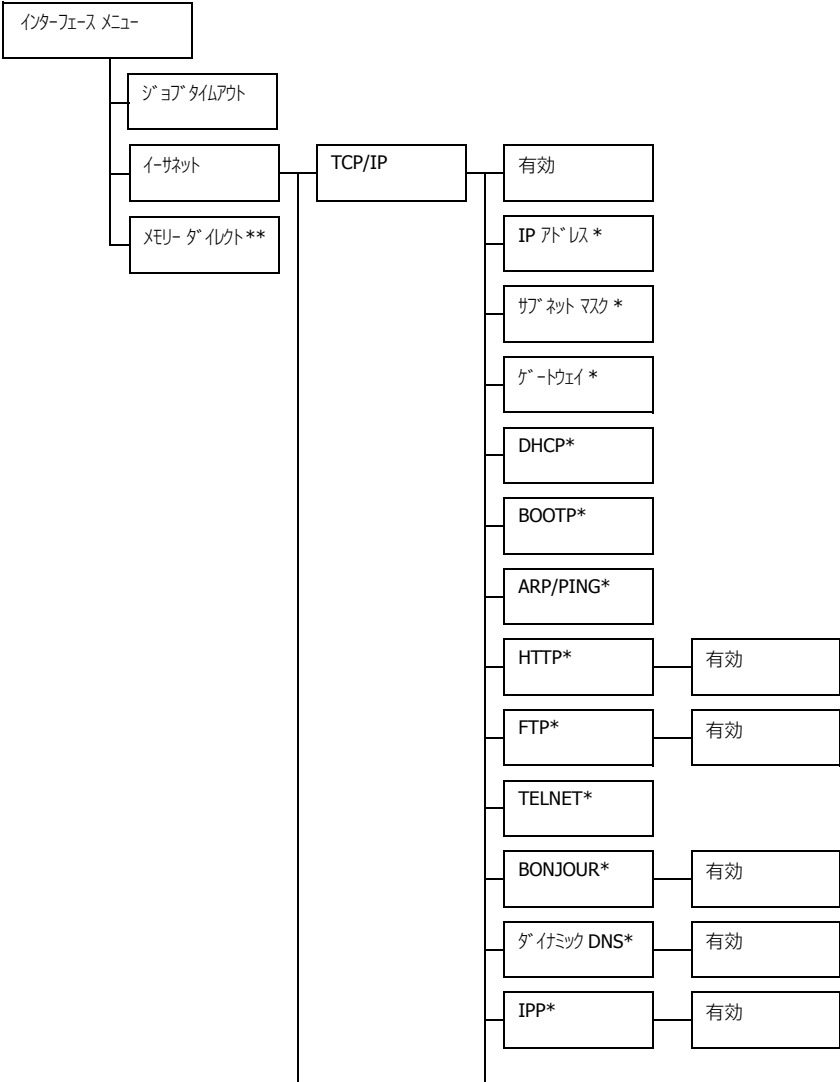 インターフェース メニュー
ジョブ タイムアウト
イーサネット
TCP/IP
有効
メモリー ダイレクト**
IP アドレス *
サブネット マスク *
ゲートウェイ *
DHCP*
BOOTP*
ARP/PING*
HTTP*
有効
FTP*
有効
TELNET*
BONJOUR*
有効
ダイナミック DNS*
有効
IPP*
有効